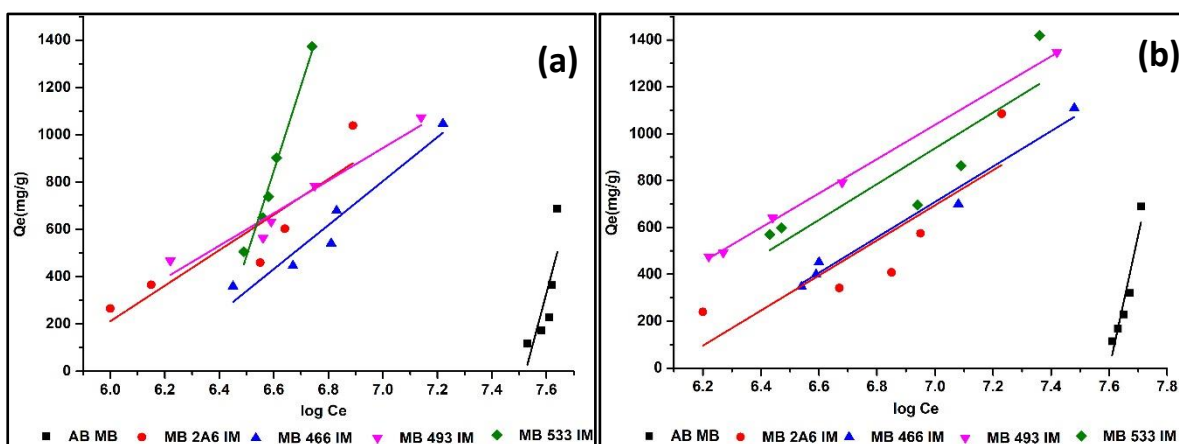 (a)
Qe(mg/g)
1400
1200
1000
800
600
400
200
0
6.0 6.2 6.4 6.6 6.8 7.0 7.2 7.4 7.6
log Ce
AB MB MB 2A6 IM MB 466 IM MB 493 IM MB 533 IM
(b)
Qe(mg/g)
1400
1200
1000
800
600
400
200
0
6.2 6.4 6.6 6.8 7.0 7.2 7.4 7.6 7.8
log Ce
AB MB MB 2A6 IM MB 466 IM MB 493 IM MB 533 IM